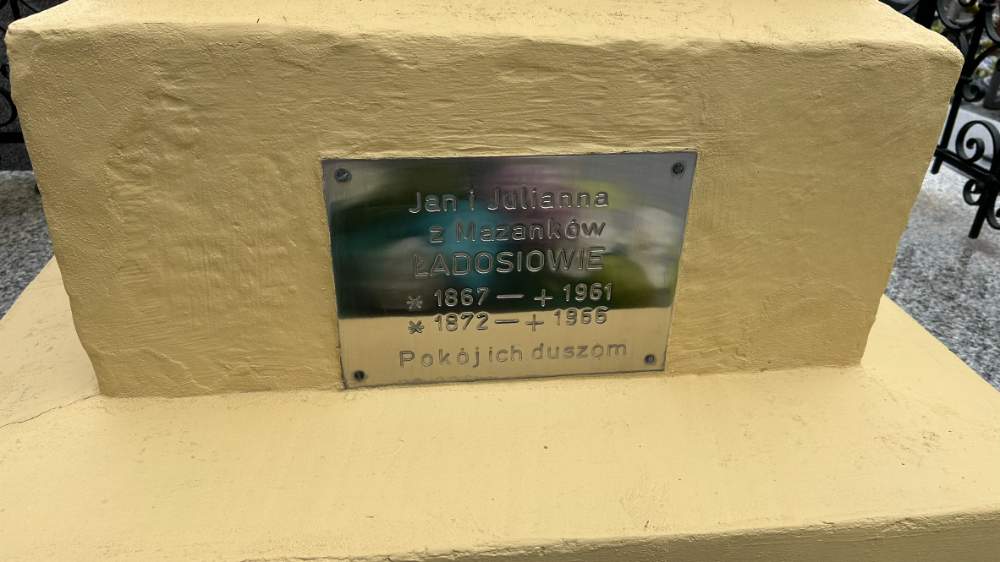 Jan i Julianna
z Mazanków
ŁADOSIOWIE
* 1867 — + 1961
* 1872 — + 1966
Pokój ich duszom